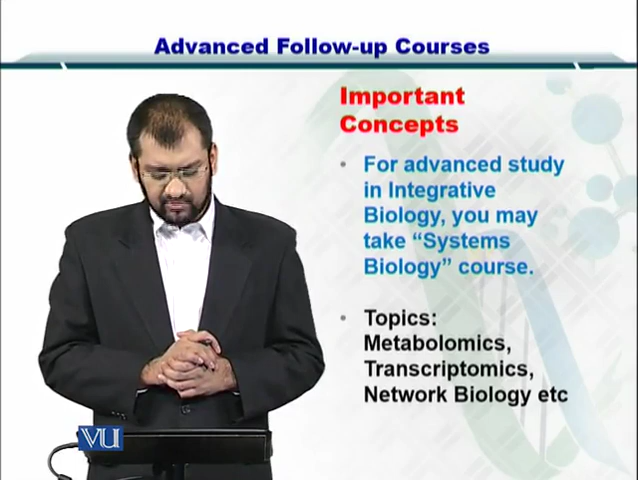 Advanced Follow-up Courses
Important
Concepts
• For advanced study
in Integrative
Biology, you may
take “Systems
Biology” course.
• Topics:
Metabolomics,
Transcriptomics,
Network Biology etc
VU